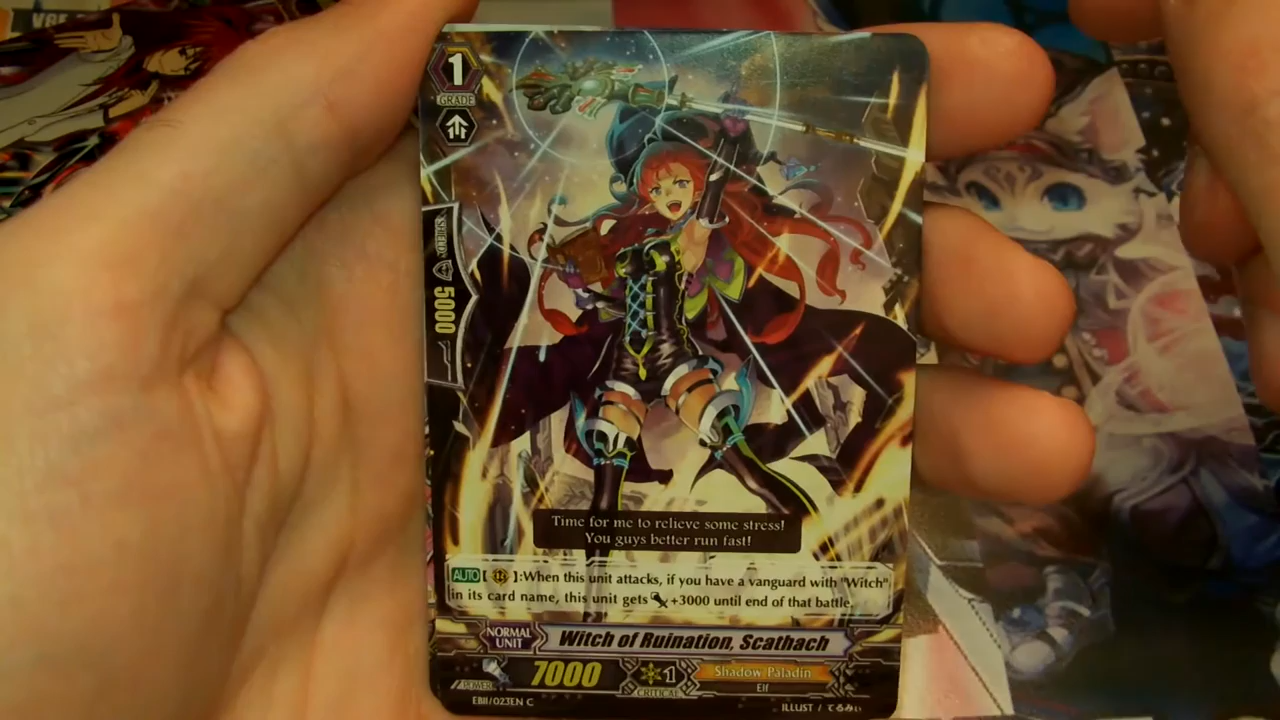 1
GRADE
SHIELD
5000
Time for me to relieve some stress!
You guys better run fast!
AUTO【 】:When this unit attacks, if you have a vanguard with "Witch"
in its card name, this unit gets +3000 until end of that battle.
NORMAL
UNIT
Witch of Ruination, Scathach
POWER
7000
1
CRITICAL
Shadow Paladin
Elf
EB11/023EN C
ILLUST / てるみぃ